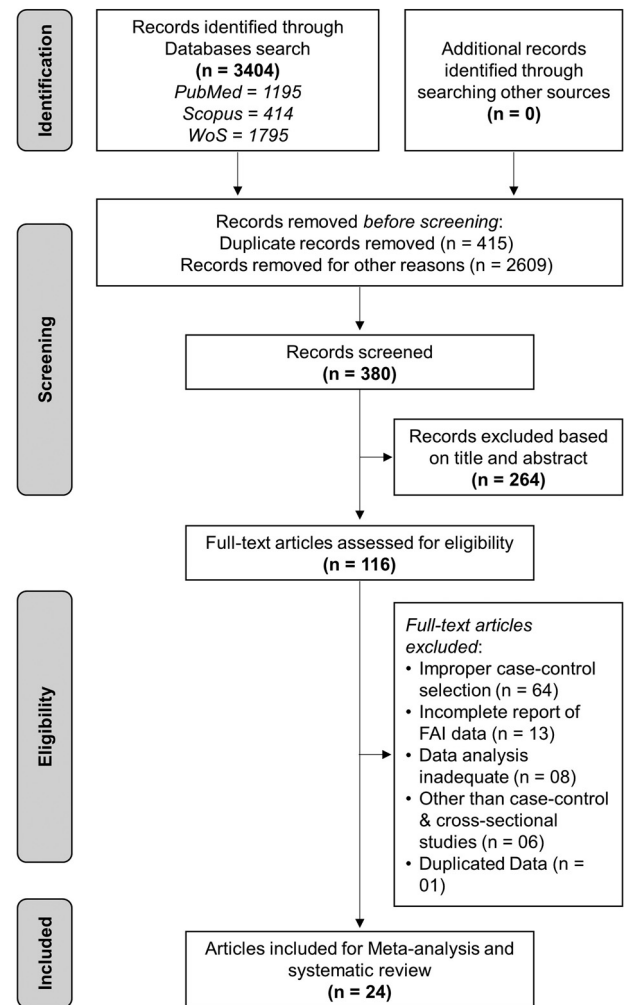 Identification
Records identified through
Databases search
(n = 3404)
PubMed = 1195
Scopus = 414
WoS = 1795
Additional records
identified through
searching other sources
(n = 0)
Screening
Records removed before screening:
Duplicate records removed (n = 415)
Records removed for other reasons (n = 2609)
Records screened
(n = 380)
Records excluded based
on title and abstract
(n = 264)
Full-text articles assessed for eligibility
(n = 116)
Eligibility
Full-text articles
excluded:
• Improper case-control
selection (n = 64)
• Incomplete report of
FAI data (n = 13)
• Data analysis
inadequate (n = 08)
• Other than case-control
& cross-sectional
studies (n = 06)
• Duplicated Data (n =
01)
Included
Articles included for Meta-analysis and
systematic review
(n = 24)